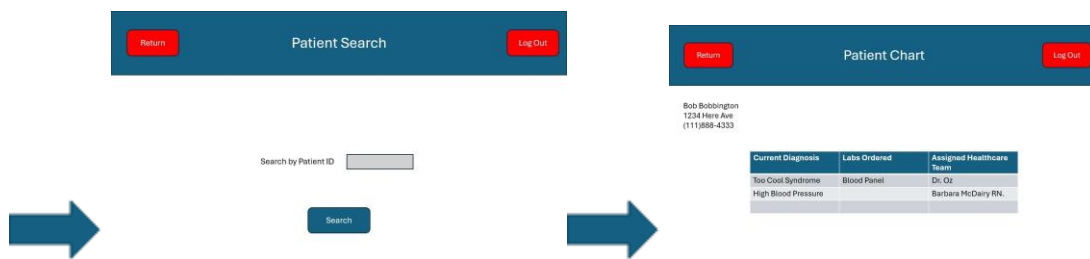 Return
Patient Search
Log Out
Search by Patient ID
Search
Return
Patient Chart
Log Out
Bob Bobbington
1234 Here Ave
(111)888-4333
Current Diagnosis Labs Ordered Assigned Healthcare
Team
Too Cool Syndrome Blood Panel Dr. Oz
High Blood Pressure Barbara McDairy RN.